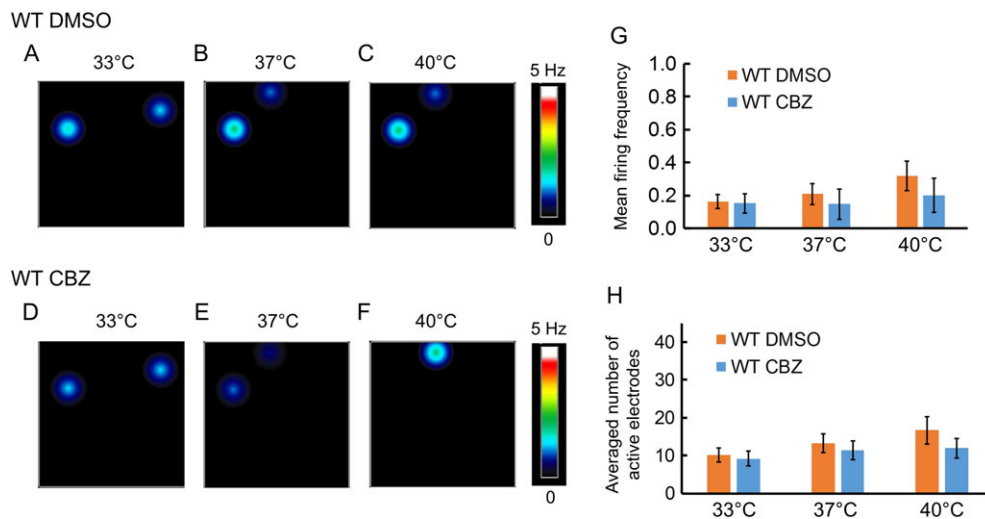 WT DMSO
A
33°C
B
37°C
C
40°C
5 Hz
0
WT CBZ
D
33°C
E
37°C
F
40°C
5 Hz
0
G
Mean firing frequency
1.0
0.8
0.6
0.4
0.2
0.0
WT DMSO
WT CBZ
33°C
37°C
40°C
H
Averaged number of
active electrodes
40
30
20
10
0
WT DMSO
WT CBZ
33°C
37°C
40°C